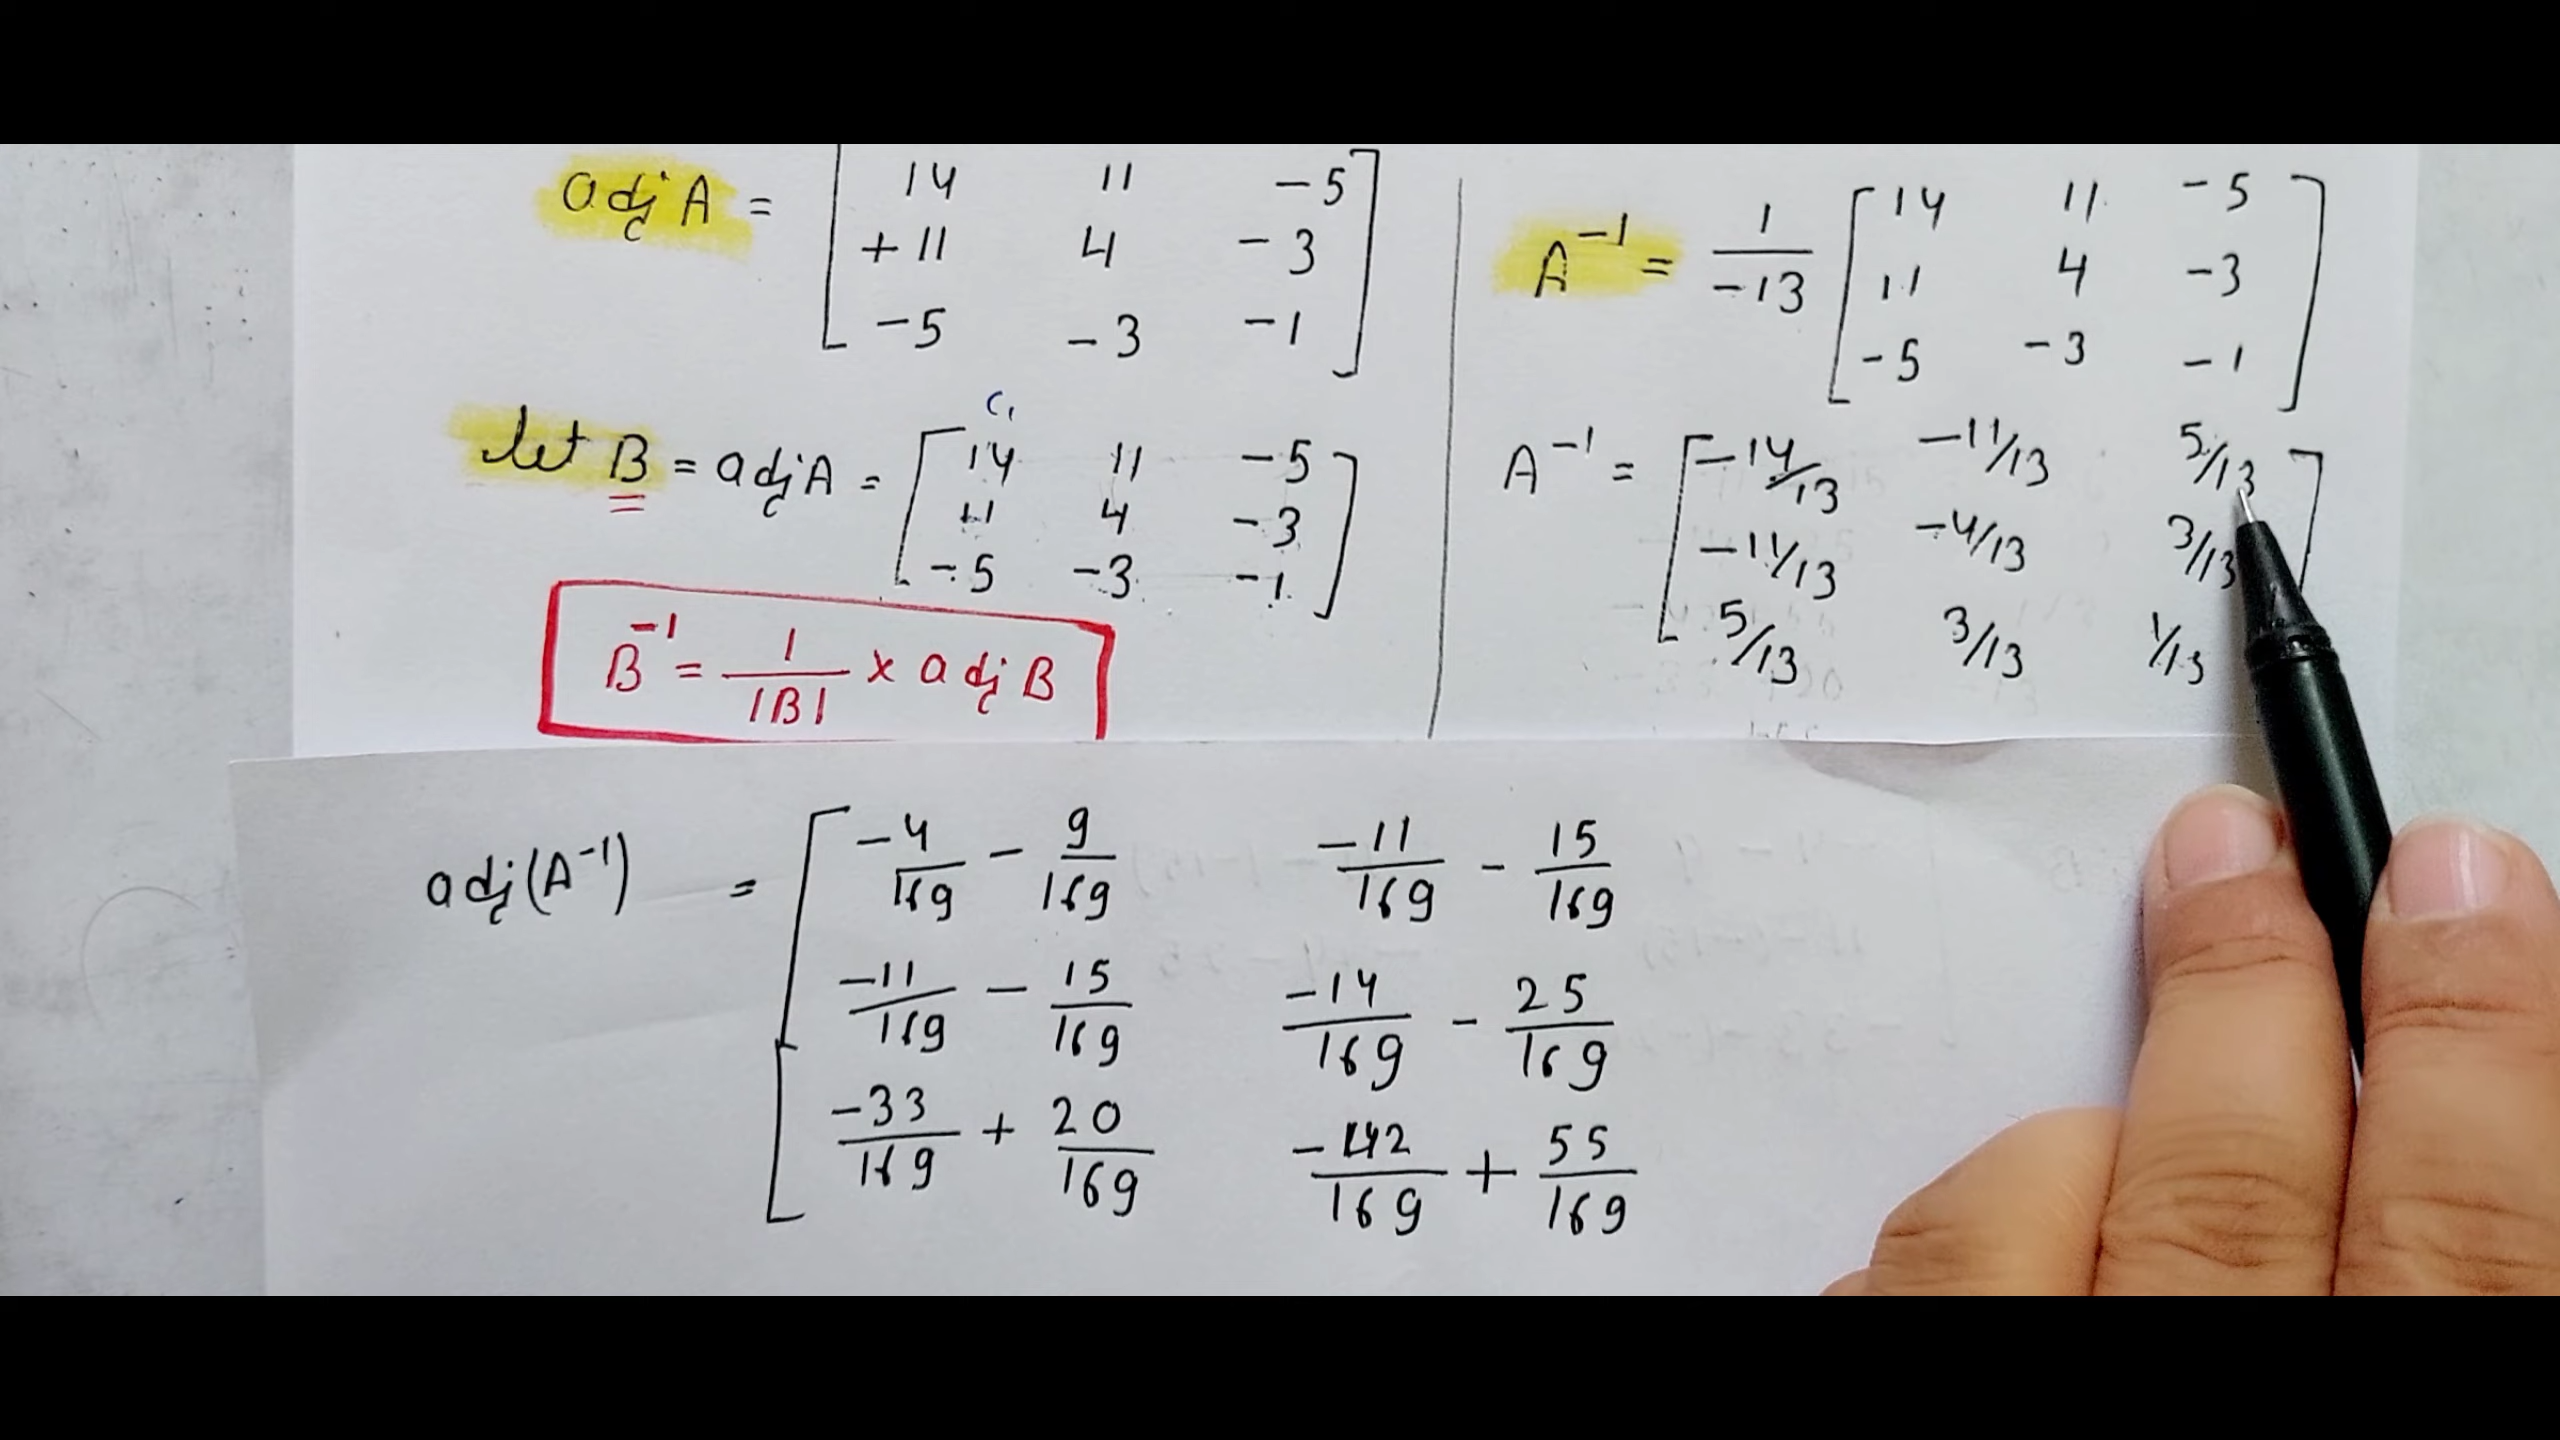 adj A = [ 14 11 -5
+11 4 -3
-5 -3 -1 ]
let B = adj A = [ 14 11 -5
11 4 -3
-5 -3 -1 ]
C₁
B⁻¹ = 1/|B| × adj B
A⁻¹ = 1/-13 [ 14 11 -5
11 4 -3
-5 -3 -1 ]
A⁻¹ = [ -14/13 -11/13 5/13
-11/13 -4/13 3/13
5/13 3/13 1/13 ]
adj(A⁻¹) = [ -4/169 - 9/169 -11/169 - 15/169
-11/169 - 15/169 -14/169 - 25/169
-33/169 + 20/169 -42/169 + 55/169